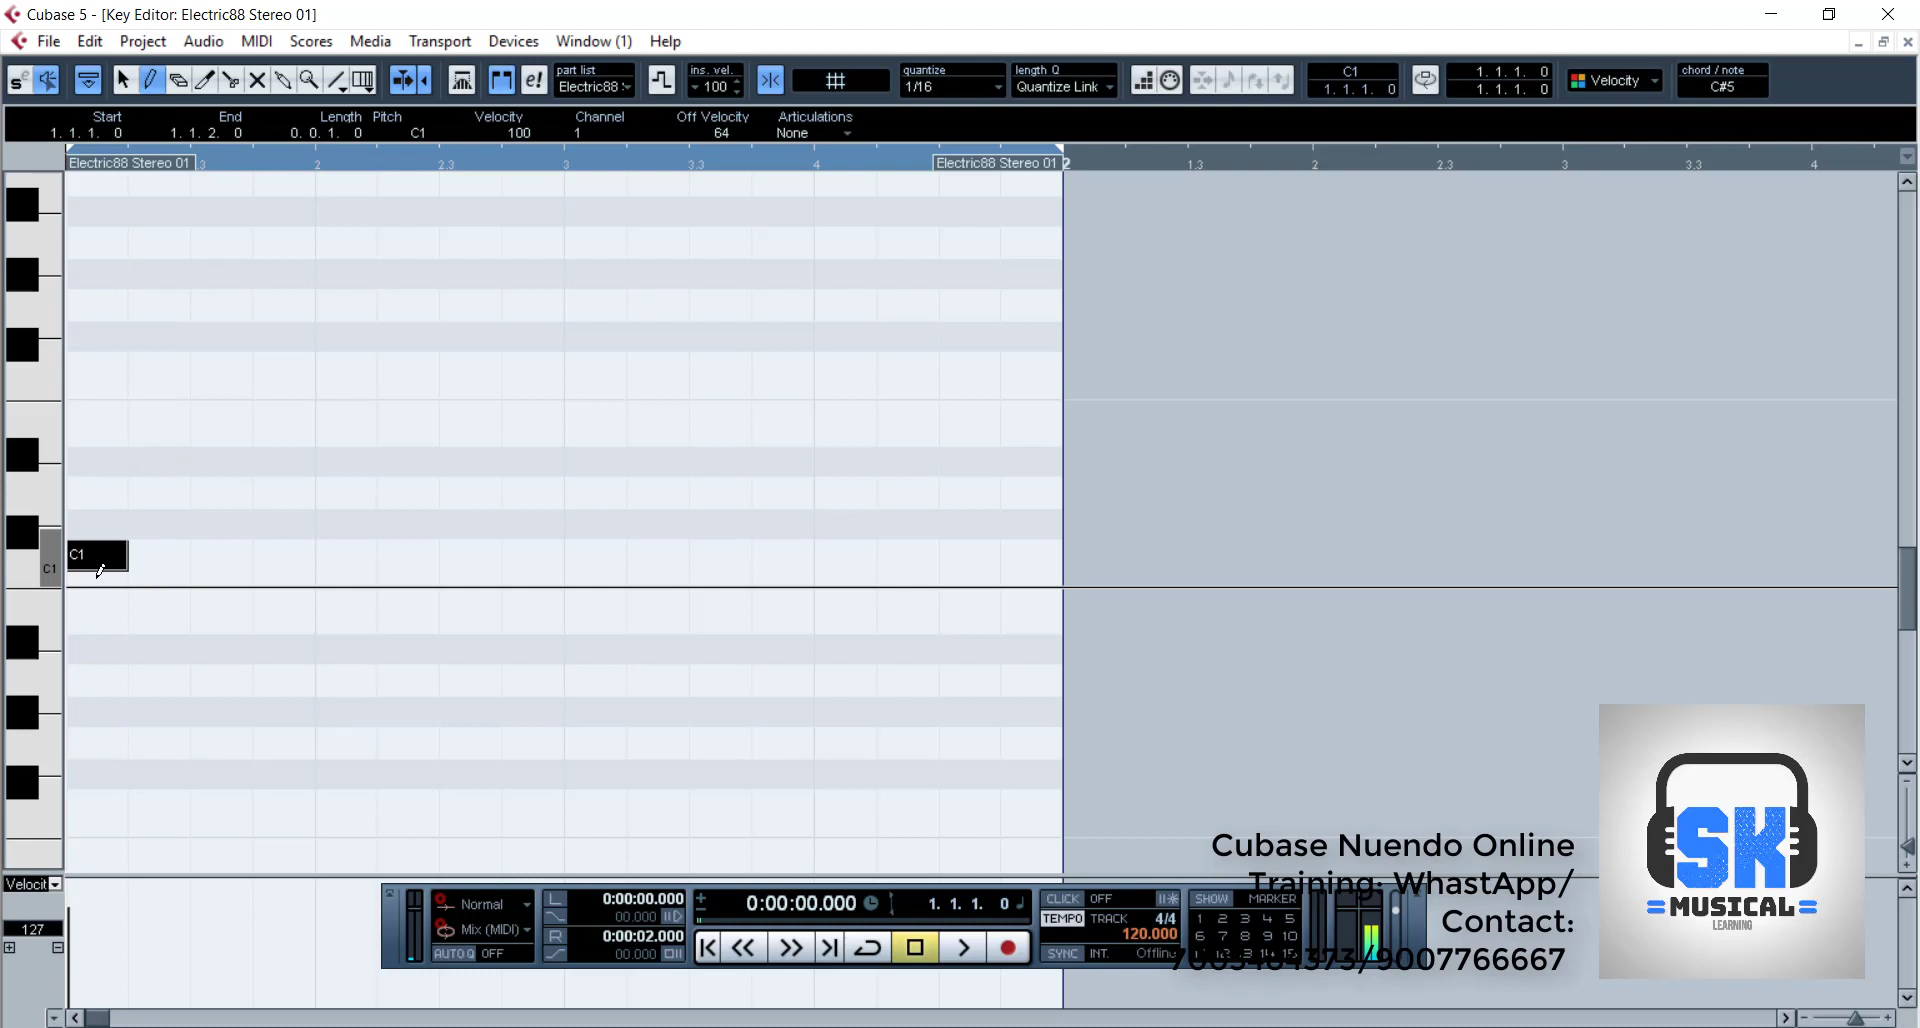 Cubase 5 - [Key Editor: Electric88 Stereo 01]
File Edit Project Audio MIDI Scores Media Transport Devices Window (1) Help
part list ins. vel. quantize length Q C1 1. 1. 1. 0 chord / note
Electric88 S 100 1/16 Quantize Link 1. 1. 1. 0 1. 1. 1. 0 Velocity C#5
Start End Length Pitch Velocity Channel Off Velocity Articulations
1. 1. 1. 0 1. 1. 2. 0 0. 0. 1. 0 C1 100 1 64 None
Electric88 Stereo 01 .3 2 2.3 3 3.3 4 Electric88 Stereo 01 2 1.3 2 2.3 3 3.3 4
C1
C1
Cubase Nuendo Online
Training: WhastApp/
Contact:
/9007766667
SK
MUSICAL
LEARNING
Velocit
127
Normal
Mix (MIDI)
AUTO Q OFF
L 0:00:00.000
00.000
R 0:00:02.000
00.000
0:00:00.000 1. 1. 1. 0
CLICK OFF
TEMPO TRACK 4/4
120.000
SYNC INT. Offline
SHOW MARKER
1 2 3 4 5
6 7 8 9 10